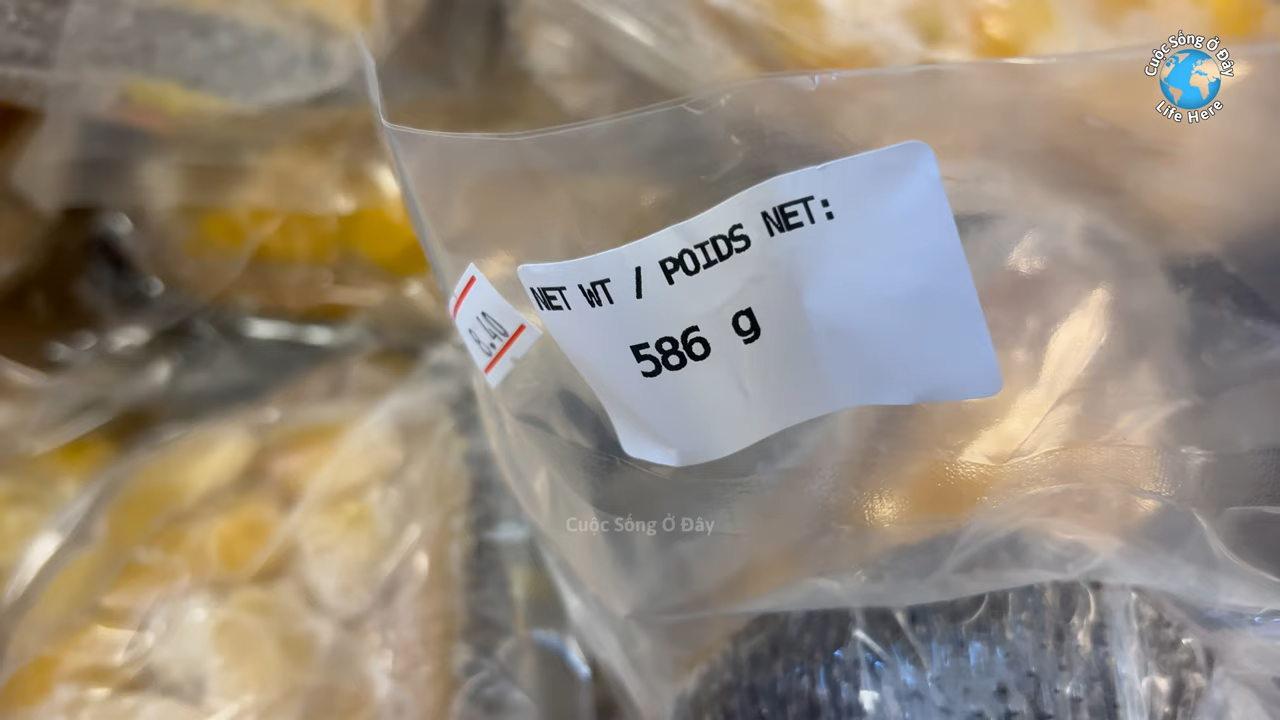 Cuộc Sống Ở Đây
Life Here
NET WT / POIDS NET:
586 g
8.40
Cuộc Sống Ở Đây